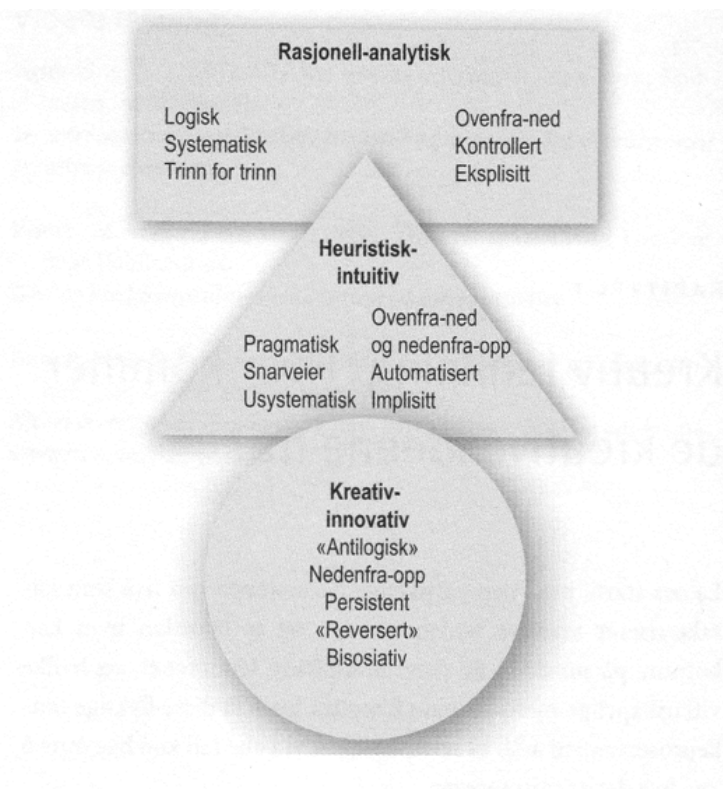 Rasjonell-analytisk
Logisk
Systematisk
Trinn for trinn
Ovenfra-ned
Kontrollert
Eksplisitt
Heuristisk-
intuitiv
Pragmatisk
Snarveier
Usystematisk
Ovenfra-ned
og nedenfra-opp
Automatisert
Implisitt
Kreativ-
innovativ
«Antilogisk»
Nedenfra-opp
Persistent
«Reversert»
Bisosiativ